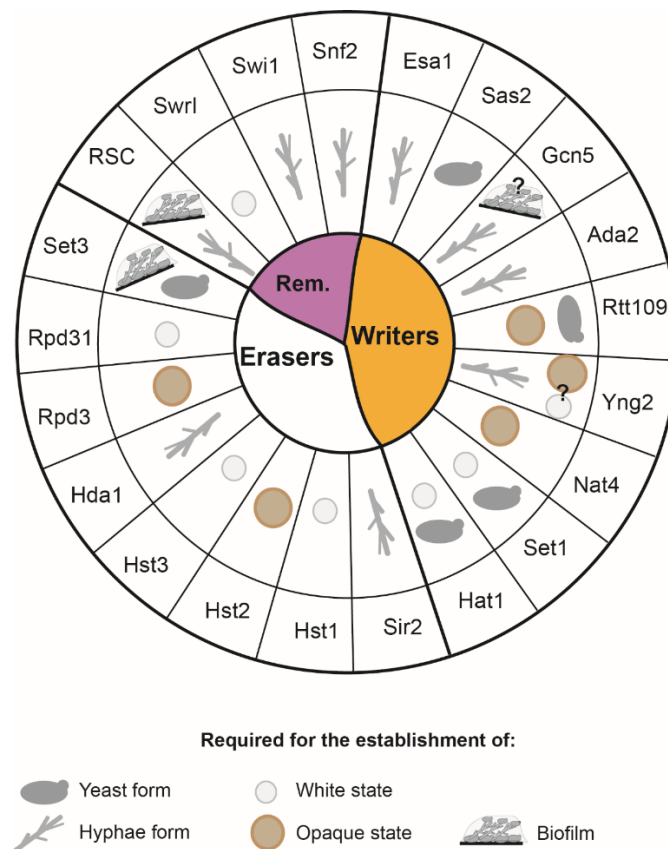 Snf2
Esa1
Swi1
Sas2
Swrl
Gcn5
RSC
?
Ada2
Set3
Rem.
Rtt109
Rpd31
Writers
Erasers
Rpd3
?
Yng2
Hda1
Nat4
Hst3
Set1
Hst2
Hat1
Hst1
Sir2
Required for the establishment of:
Yeast form
White state
Hyphae form
Opaque state
Biofilm